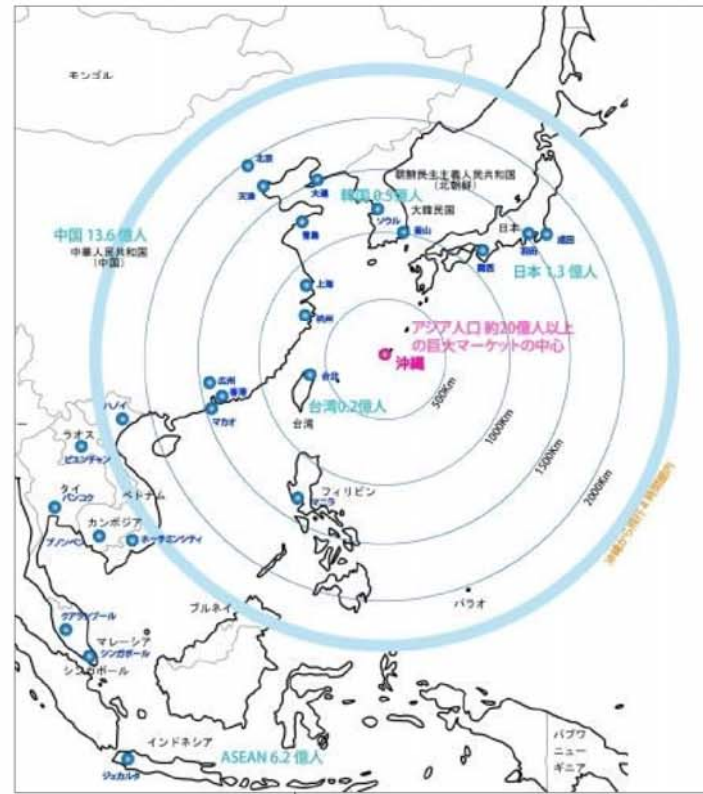 モンゴル
北京
天津
大連
朝鮮民主主義人民共和国
（北朝鮮）
韓国 0.5億人
ソウル
大韓民国
釜山
青島
中国 13.6 億人
中華人民共和国
（中国）
日本
羽田
成田
関西
日本 1.3 億人
上海
杭州
アジア人口 約20億人以上
の巨大マーケットの中心
沖縄
台北
台湾0.2億人
台湾
広州
香港
マカオ
500Km
1000Km
1500Km
2000Km
ハノイ
ラオス
ビエンチャン
タイ
バンコク
ベトナム
カンボジア
プノンペン
ホーチミンシティ
フィリピン
マニラ
沖縄から飛行4時間圏内
パラオ
ブルネイ
クアラルンプール
マレーシア
シンガポール
シンガポール
インドネシア
ASEAN 6.2 億人
ジャカルタ
パプワ
ニュー
ギニア